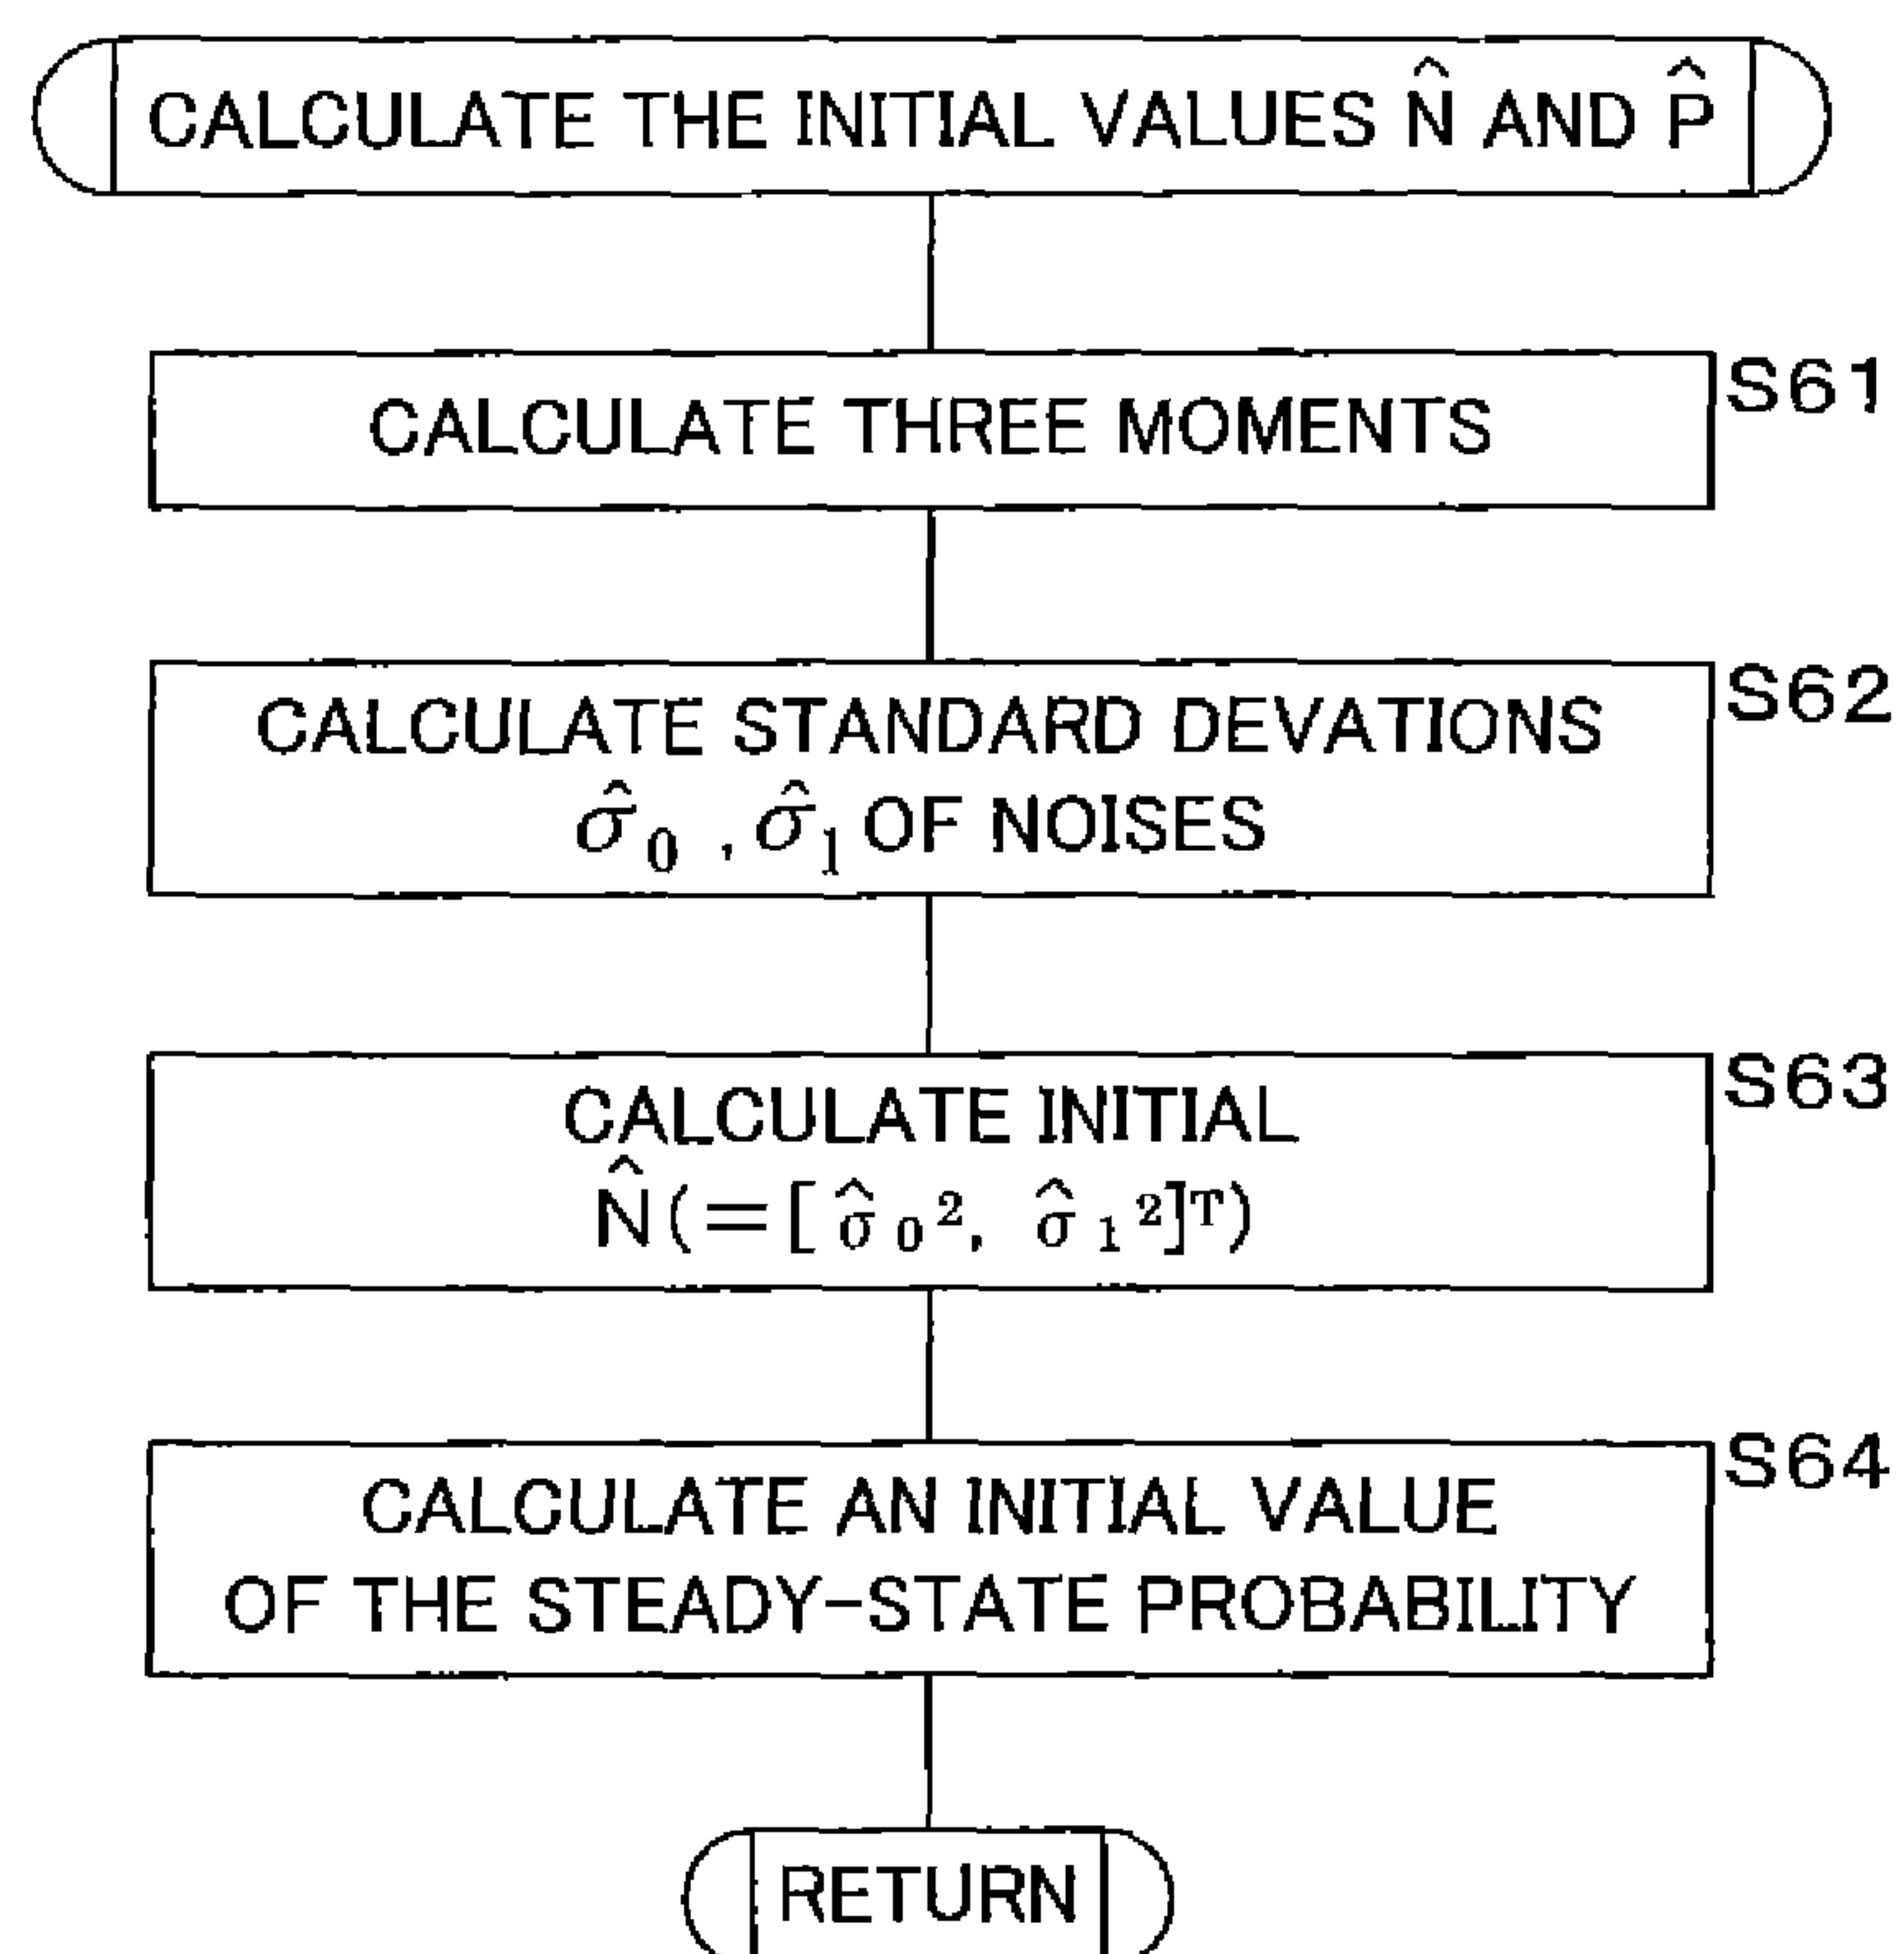 CALCULATE THE INITIAL VALUES N̂ AND P̂
CALCULATE THREE MOMENTS
S61
CALCULATE STANDARD DEVATIONS
σ̂₀ , σ̂₁ OF NOISES
S62
CALCULATE INITIAL
N̂(=[ σ̂ ₀², σ̂ ₁²]ᵀ)
S63
CALCULATE AN INITIAL VALUE
OF THE STEADY-STATE PROBABILITY
S64
RETURN